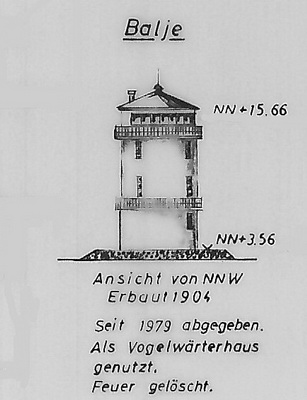 Balje
NN+15.66
NN+3.56
Ansicht von NNW
Erbaut 1904
Seit 1979 abgegeben.
Als Vogelwärterhaus
genutzt.
Feuer gelöscht.